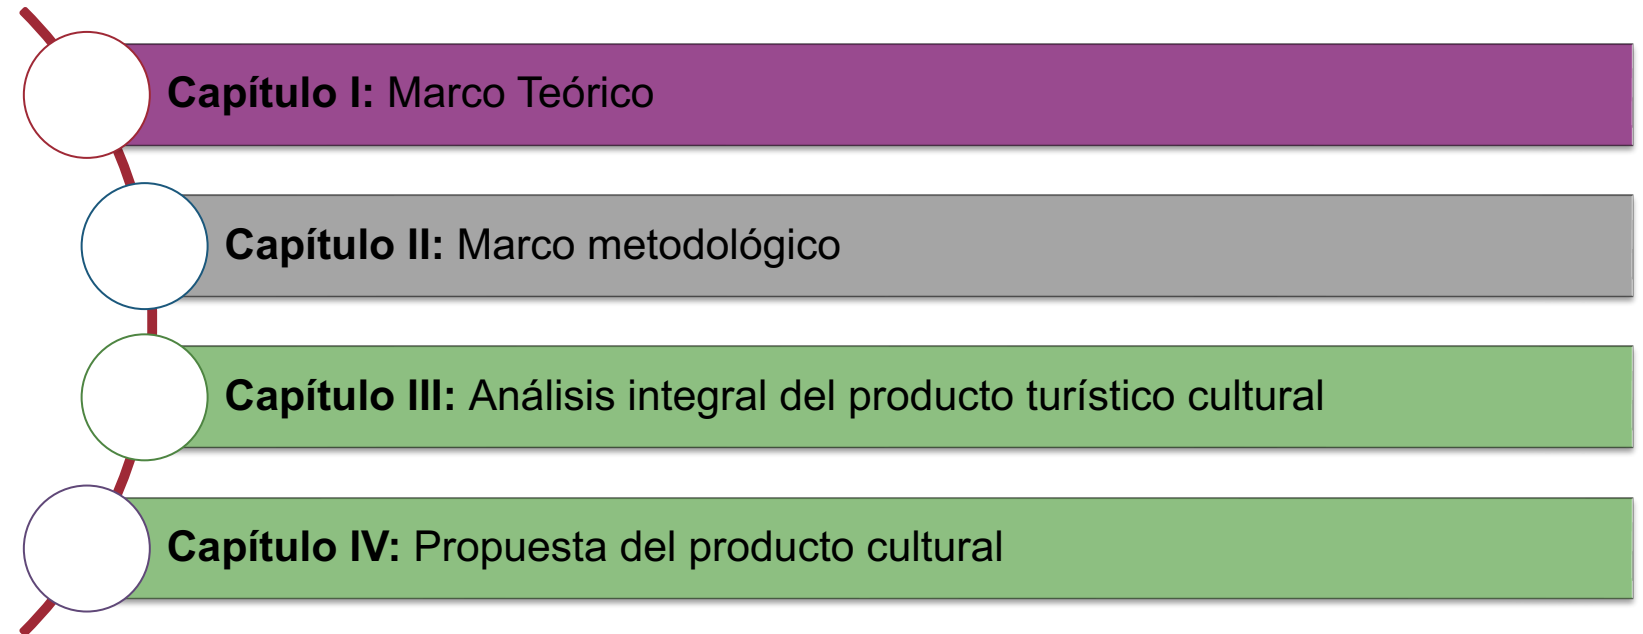 Capítulo I: Marco Teórico
Capítulo II: Marco metodológico
Capítulo III: Análisis integral del producto turístico cultural
Capítulo IV: Propuesta del producto cultural